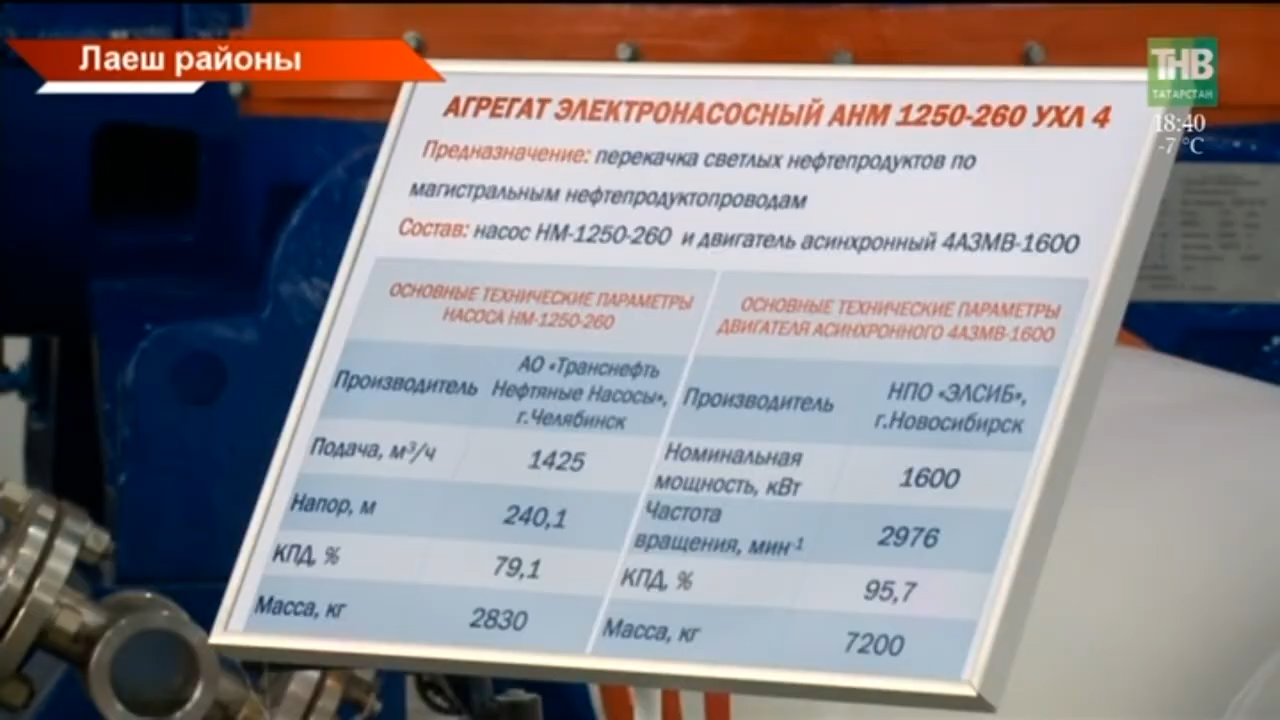 Лаеш районы
ТНВ
ТАТАРСТАН
18:40
-7 °C
АГРЕГАТ ЭЛЕКТРОНАСОСНЫЙ АНМ 1250-260 УХЛ 4
Предназначение: перекачка светлых нефтепродуктов по
магистральным нефтепродуктопроводам
Состав: насос НМ-1250-260 и двигатель асинхронный 4АЗМВ-1600
ОСНОВНЫЕ ТЕХНИЧЕСКИЕ ПАРАМЕТРЫ
НАСОСА НМ-1250-260
Производитель
АО «Транснефть
Нефтяные Насосы»,
г.Челябинск
Подача, м³/ч 1425
Напор, м 240,1
КПД, % 79,1
Масса, кг 2830
ОСНОВНЫЕ ТЕХНИЧЕСКИЕ ПАРАМЕТРЫ
ДВИГАТЕЛЯ АСИНХРОННОГО 4АЗМВ-1600
Производитель
НПО «ЭЛСИБ»,
г.Новосибирск
Номинальная
мощность, кВт
1600
Частота
вращения, мин-1
2976
КПД, % 95,7
Масса, кг 7200